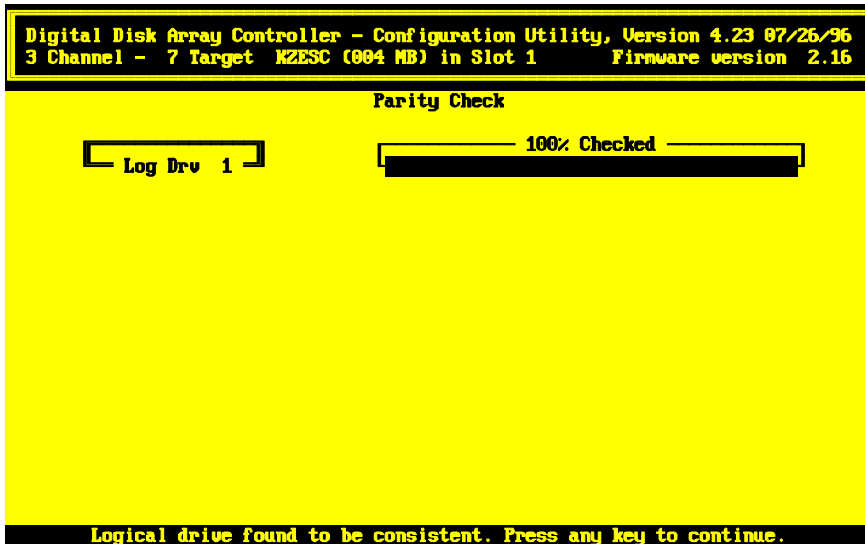 Digital Disk Array Controller - Configuration Utility, Version 4.23 07/26/96
3 Channel - 7 Target KZESC (004 MB) in Slot 1 Firmware version 2.16
Parity Check
100% Checked
Log Drv 1
Logical drive found to be consistent. Press any key to continue.